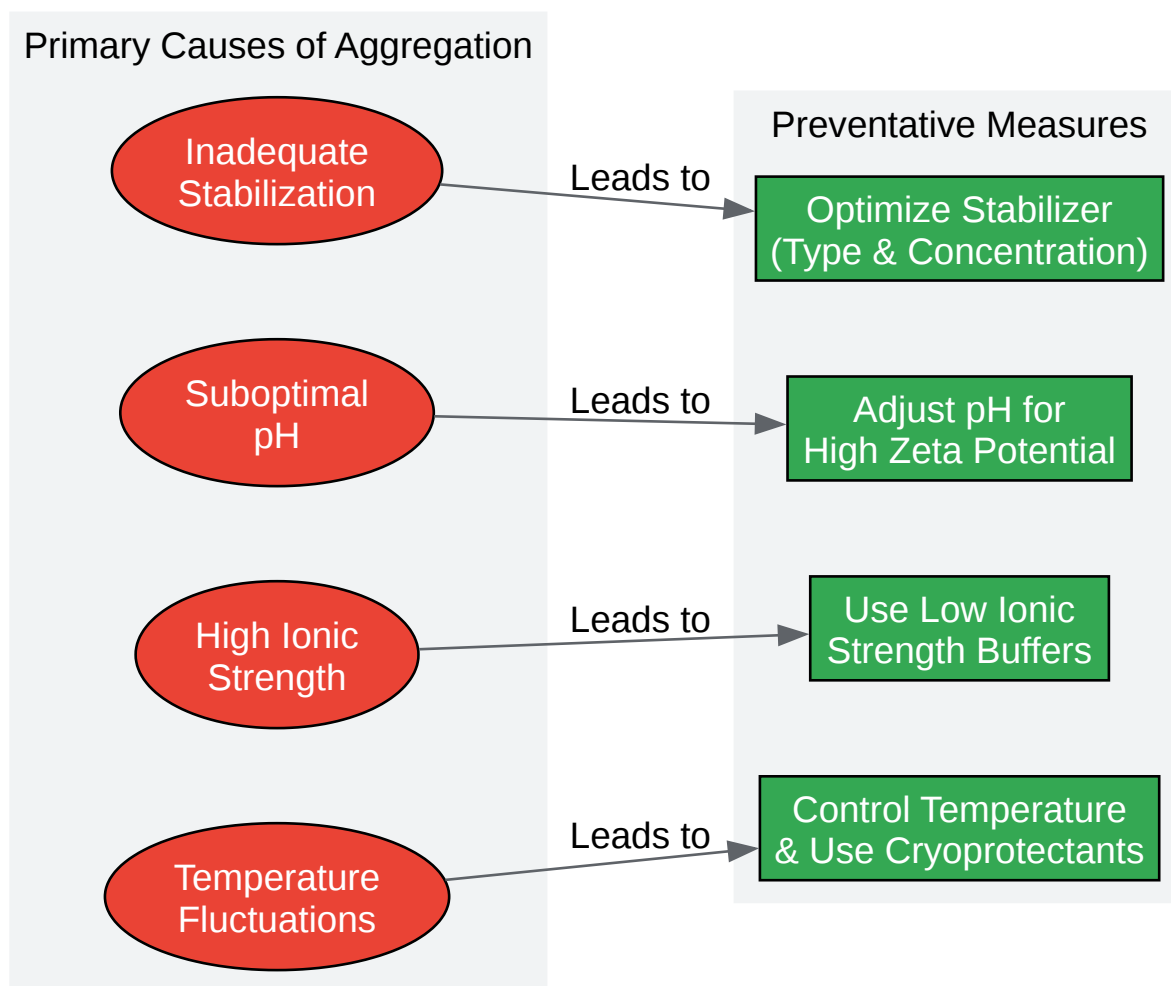 Primary Causes of Aggregation
Inadequate
Stabilization
Suboptimal
pH
High Ionic
Strength
Temperature
Fluctuations
Leads to
Leads to
Leads to
Leads to
Preventative Measures
Optimize Stabilizer
(Type & Concentration)
Adjust pH for
High Zeta Potential
Use Low Ionic
Strength Buffers
Control Temperature
& Use Cryoprotectants